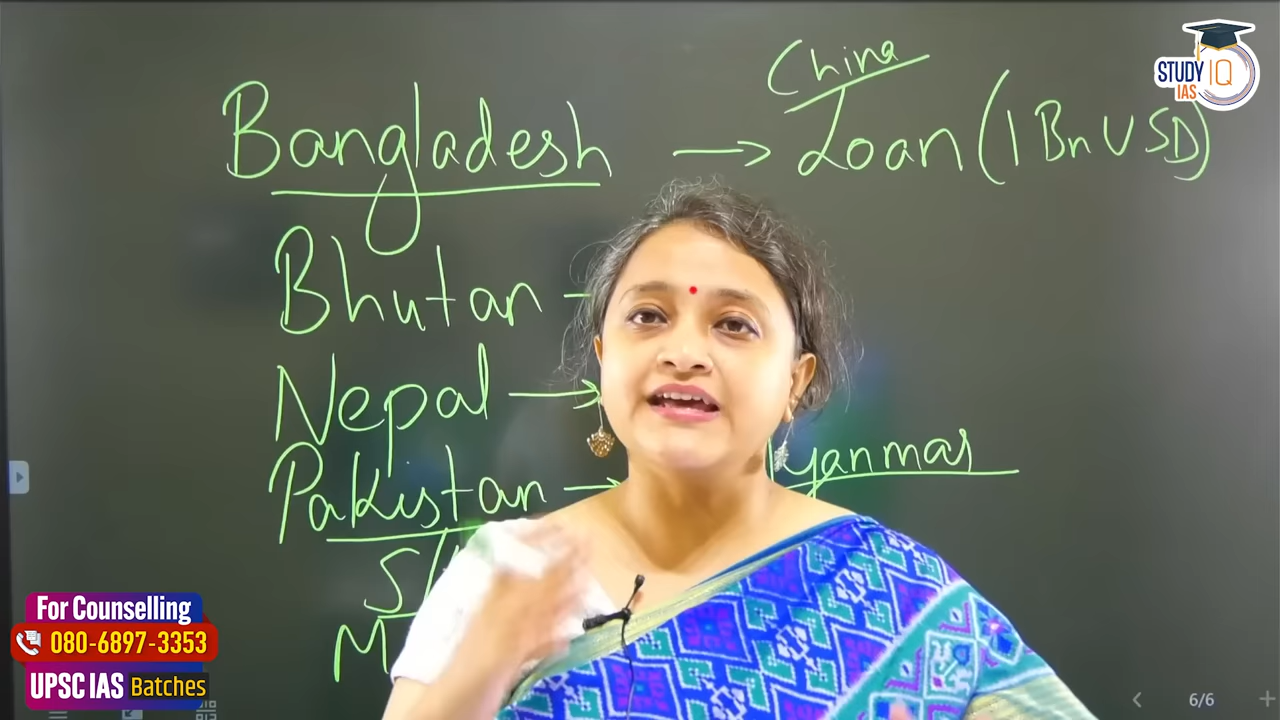 China
Bangladesh → Loan (1 Bn USD)
Bhutan
Nepal →
Pakistan →
STUDY IQ
IAS
For Counselling
080-6897-3353
UPSC IAS Batches
6/6